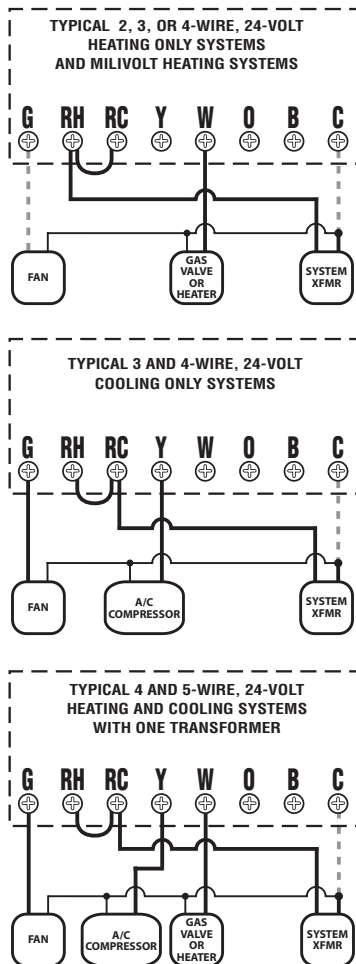 TYPICAL 2, 3, OR 4-WIRE, 24-VOLT
HEATING ONLY SYSTEMS
AND MILIVOLT HEATING SYSTEMS
G RH RC Y W O B C
FAN
GAS
VALVE
OR
HEATER
SYSTEM
XFMR
TYPICAL 3 AND 4-WIRE, 24-VOLT
COOLING ONLY SYSTEMS
G RH RC Y W O B C
FAN
A/C
COMPRESSOR
SYSTEM
XFMR
TYPICAL 4 AND 5-WIRE, 24-VOLT
HEATING AND COOLING SYSTEMS
WITH ONE TRANSFORMER
G RH RC Y W O B C
FAN
A/C
COMPRESSOR
GAS
VALVE
OR
HEATER
SYSTEM
XFMR